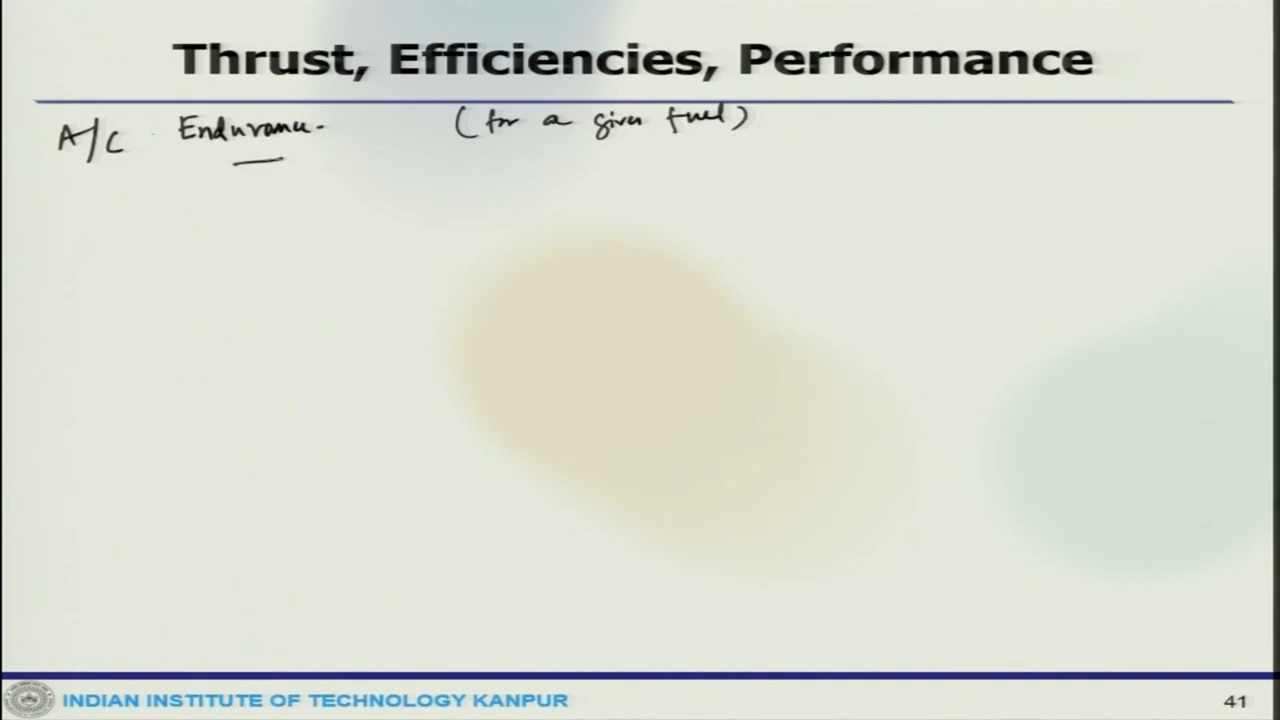 Thrust, Efficiencies, Performance
A/C Endurance (for a given fuel)
INDIAN INSTITUTE OF TECHNOLOGY KANPUR 41